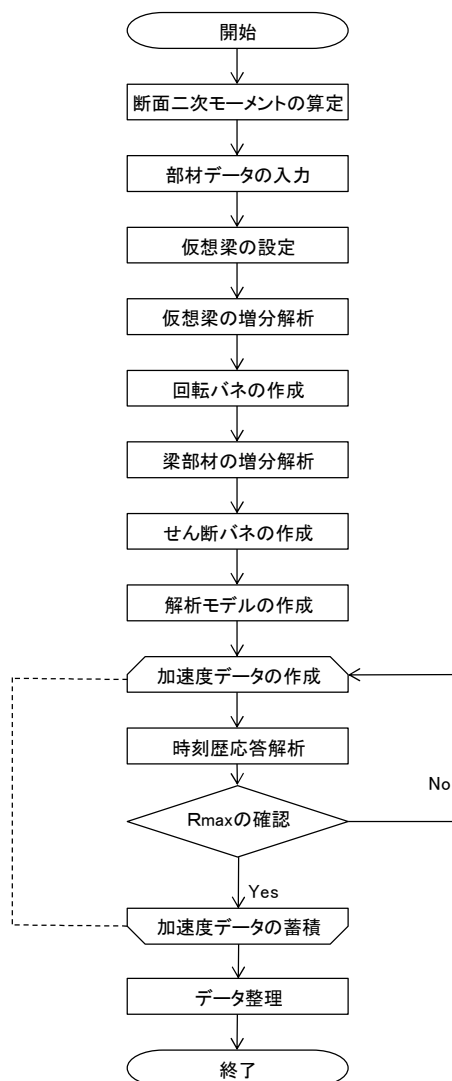 開始
断面二次モーメントの算定
部材データの入力
仮想梁の設定
仮想梁の増分解析
回転バネの作成
梁部材の増分解析
せん断バネの作成
解析モデルの作成
加速度データの作成
時刻歴応答解析
No
Rmaxの確認
Yes
加速度データの蓄積
データ整理
終了